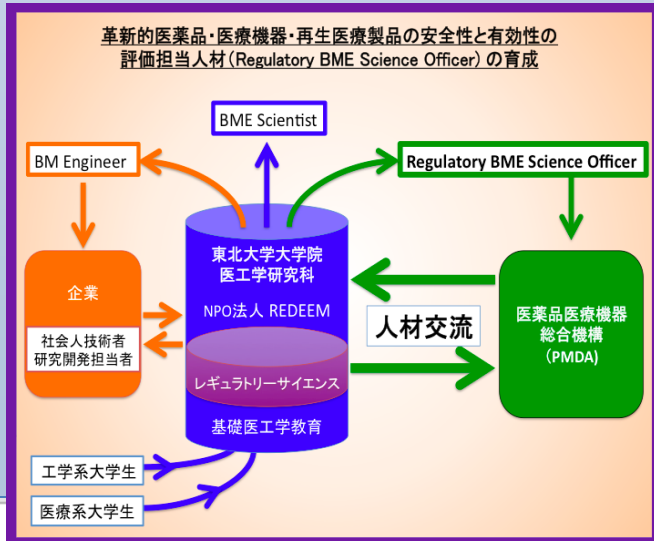 革新的医薬品・医療機器・再生医療製品の安全性と有効性の
評価担当人材(Regulatory BME Science Officer) の育成
BME Scientist
BM Engineer
Regulatory BME Science Officer
東北大学大学院
医工学研究科
NPO法人 REDEEM
企業
社会人技術者
研究開発担当者
人材交流
医薬品医療機器
総合機構
(PMDA)
レギュラトリーサイエンス
基礎医工学教育
工学系大学生
医療系大学生